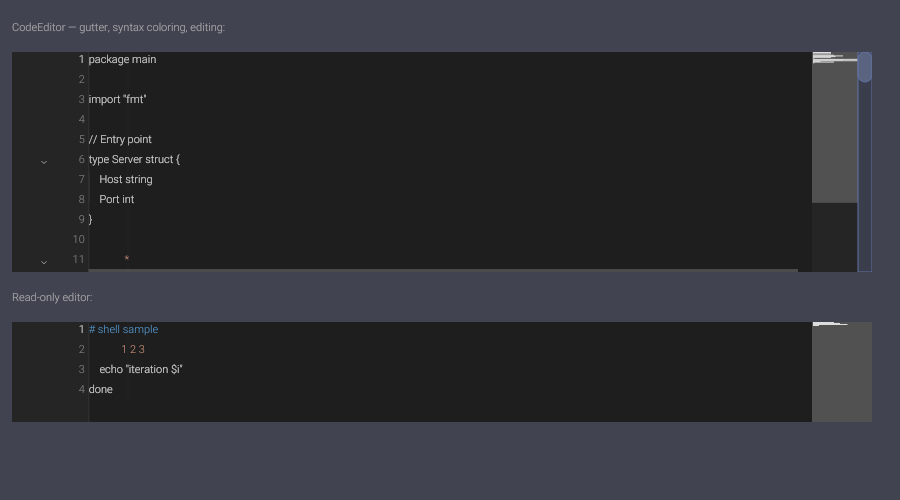 CodeEditor — gutter, syntax coloring, editing:
1 package main
2
3 import "fmt"
4
5 // Entry point
6 type Server struct {
7     Host string
8     Port int
9 }
10
11             *
Read-only editor:
1 # shell sample
2             1 2 3
3     echo "iteration $i"
4 done